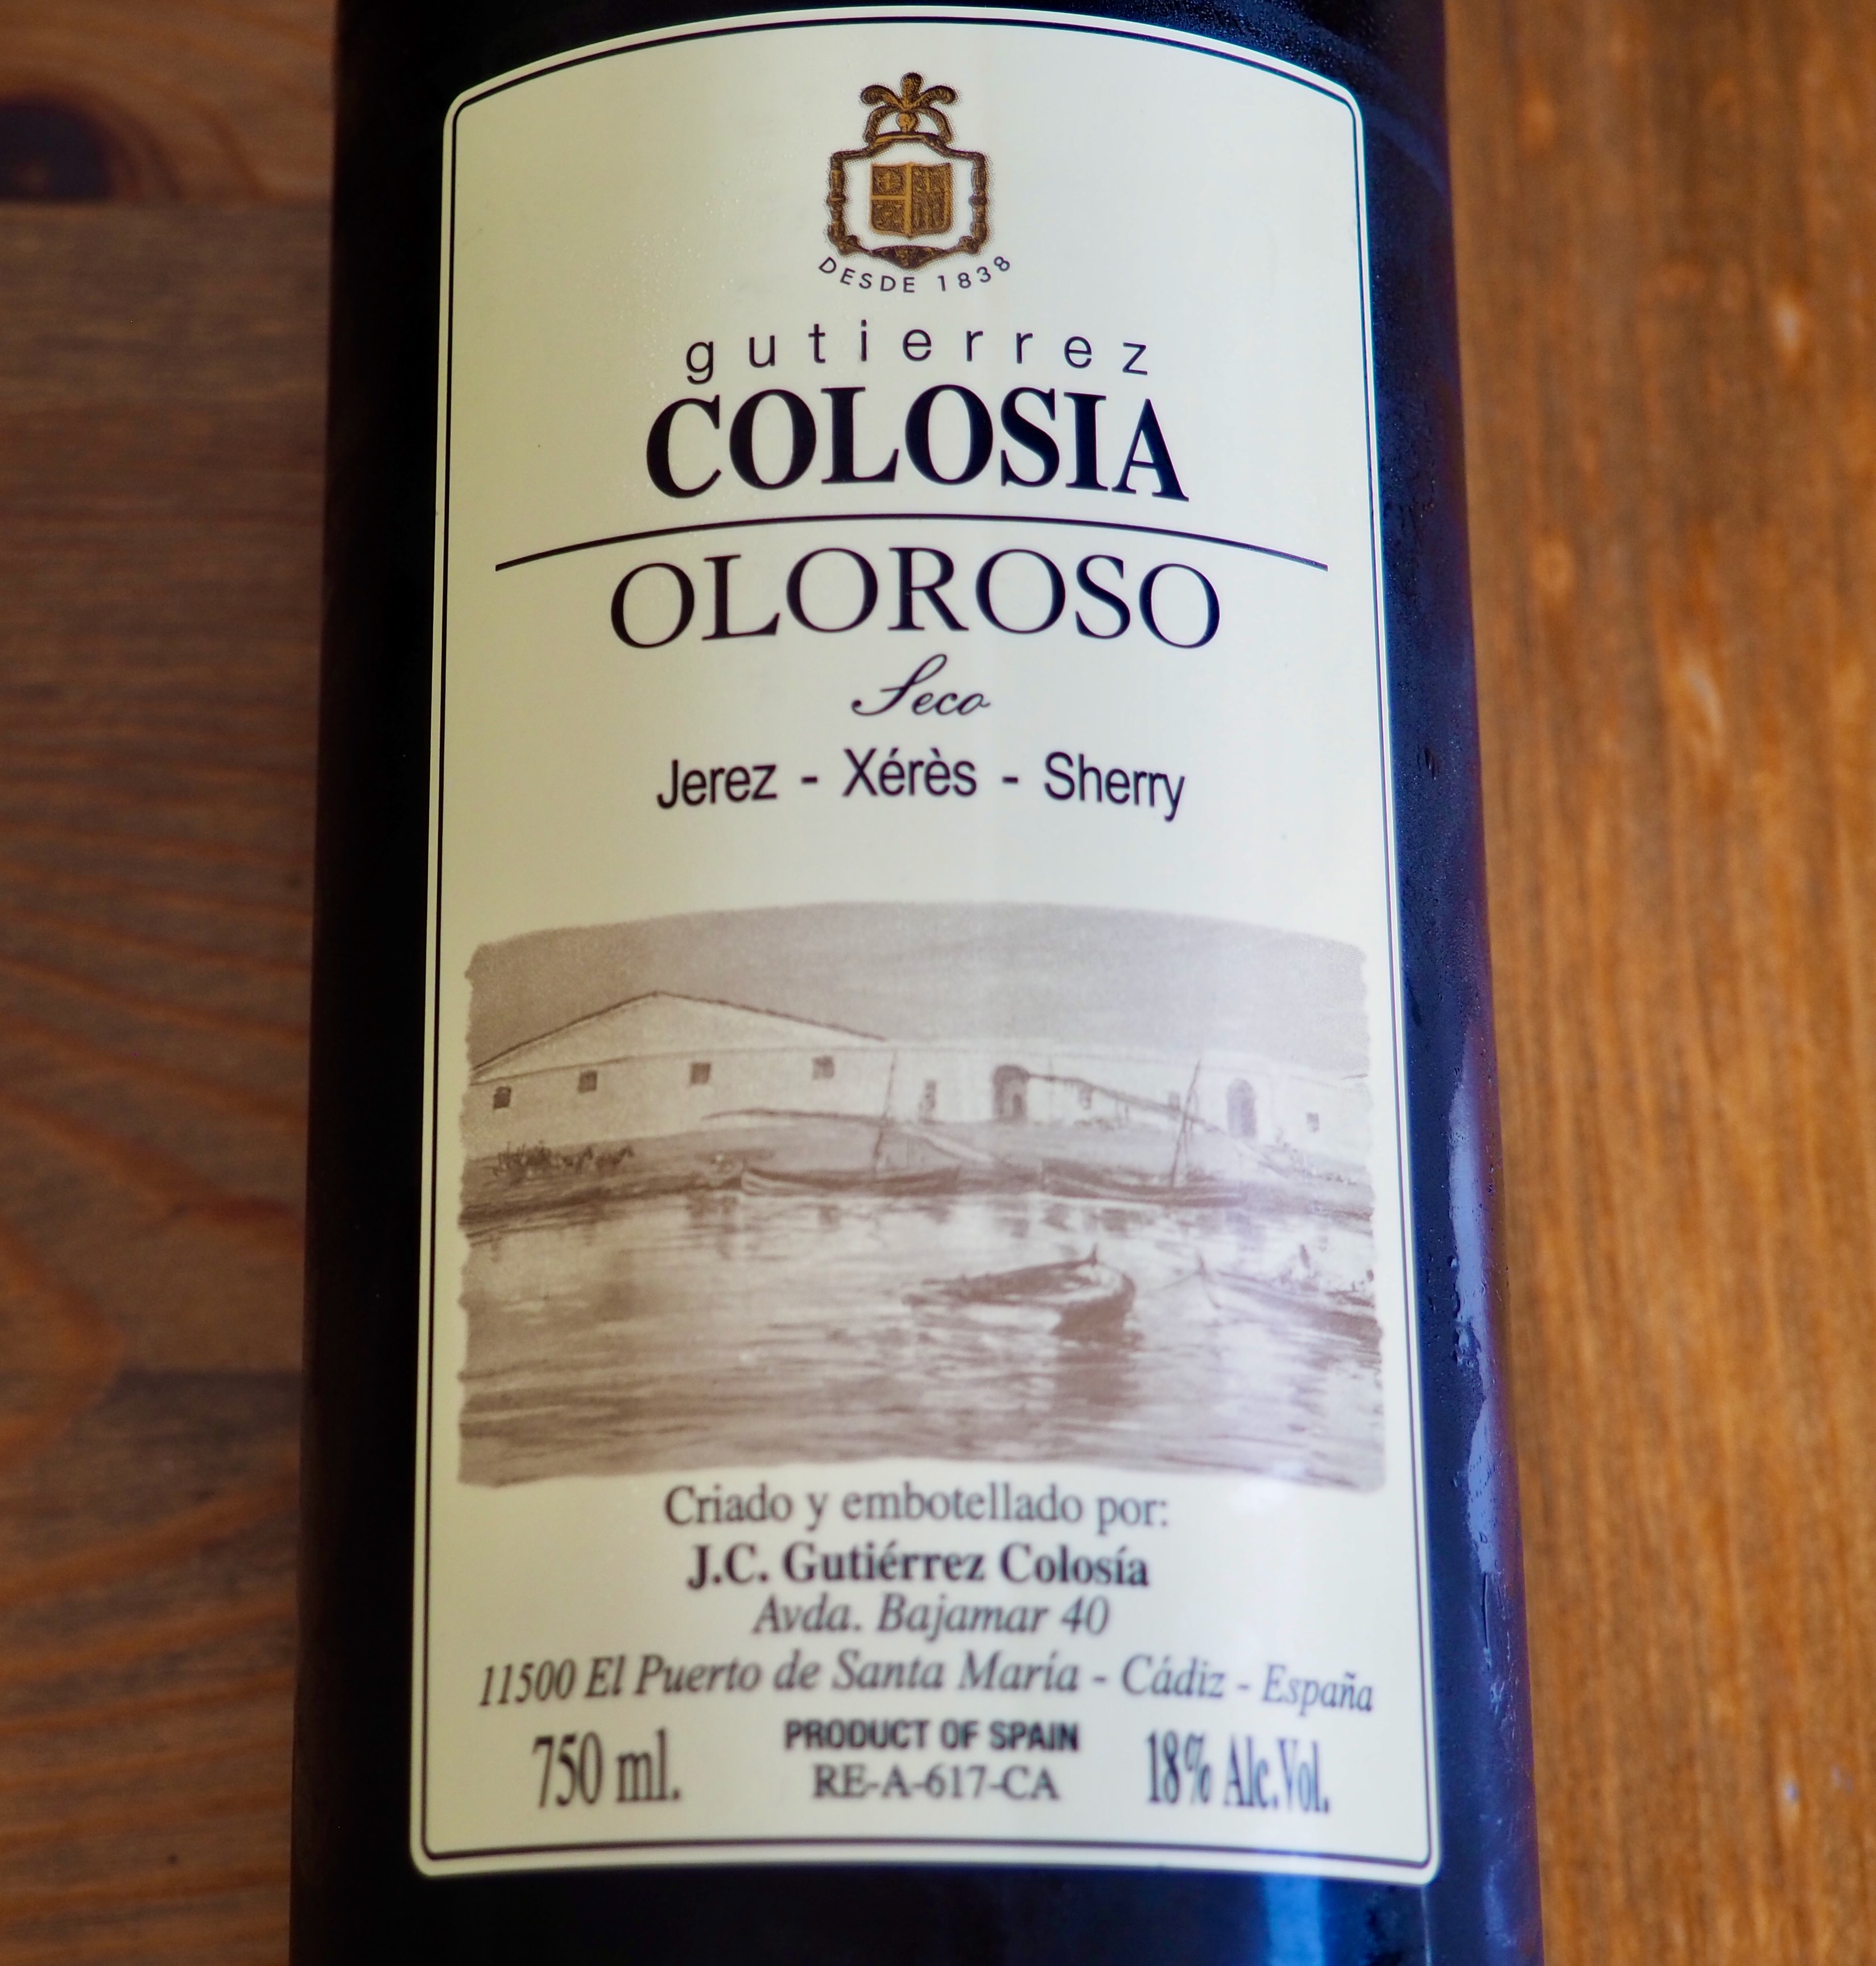 DESDE 1838
gutierrez
COLOSIA
OLOROSO
Seco
Jerez - Xérès - Sherry
Criado y embotellado por:
J.C. Gutiérrez Colosía
Avda. Bajamar 40
11500 El Puerto de Santa María - Cádiz - España
750 ml. PRODUCT OF SPAIN 18% Alc.Vol.
RE-A-617-CA